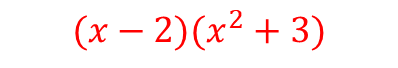 (x − 2)(x² + 3)